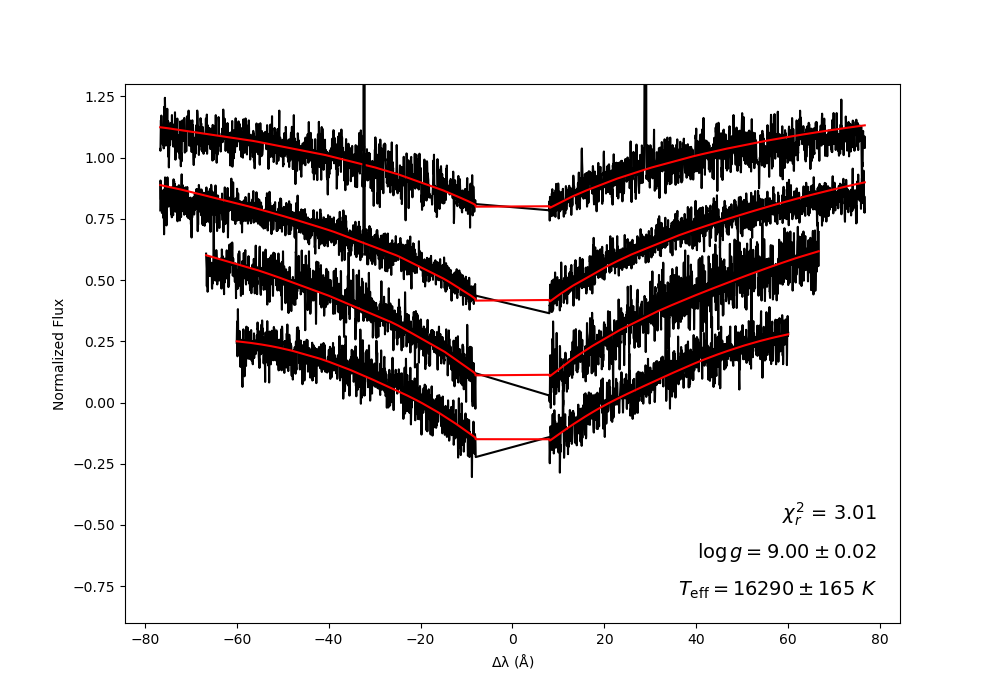 1.25
1.00
0.75
0.50
0.25
0.00
−0.25
−0.50
−0.75
Normalized Flux
χ²ᵣ = 3.01
log g = 9.00 ± 0.02
T_eff = 16290 ± 165 K
−80 −60 −40 −20 0 20 40 60 80
Δλ (Å)